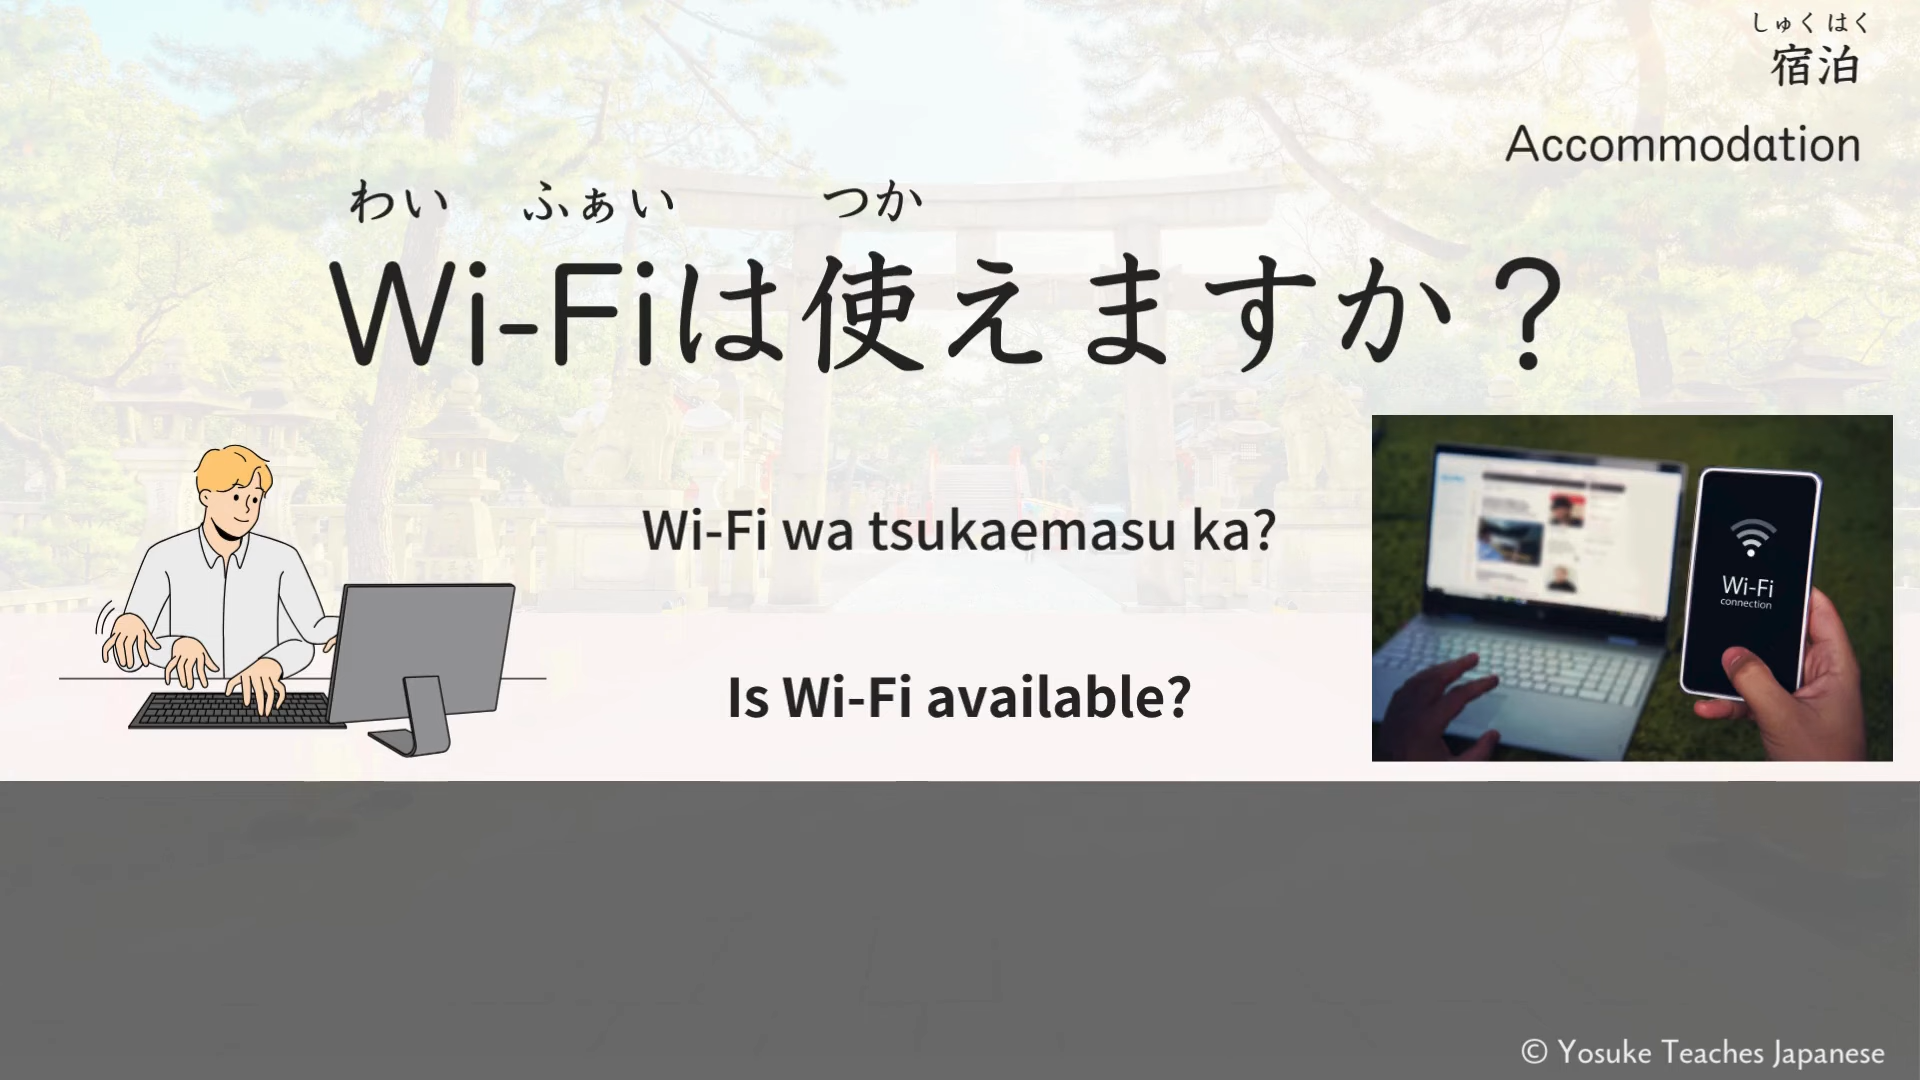 しゅく はく
宿泊
Accommodation
わい ふぁい つか
Wi-Fiは使えますか？
Wi-Fi wa tsukaemasu ka?
Is Wi-Fi available?
Wi-Fi
connection
© Yosuke Teaches Japanese